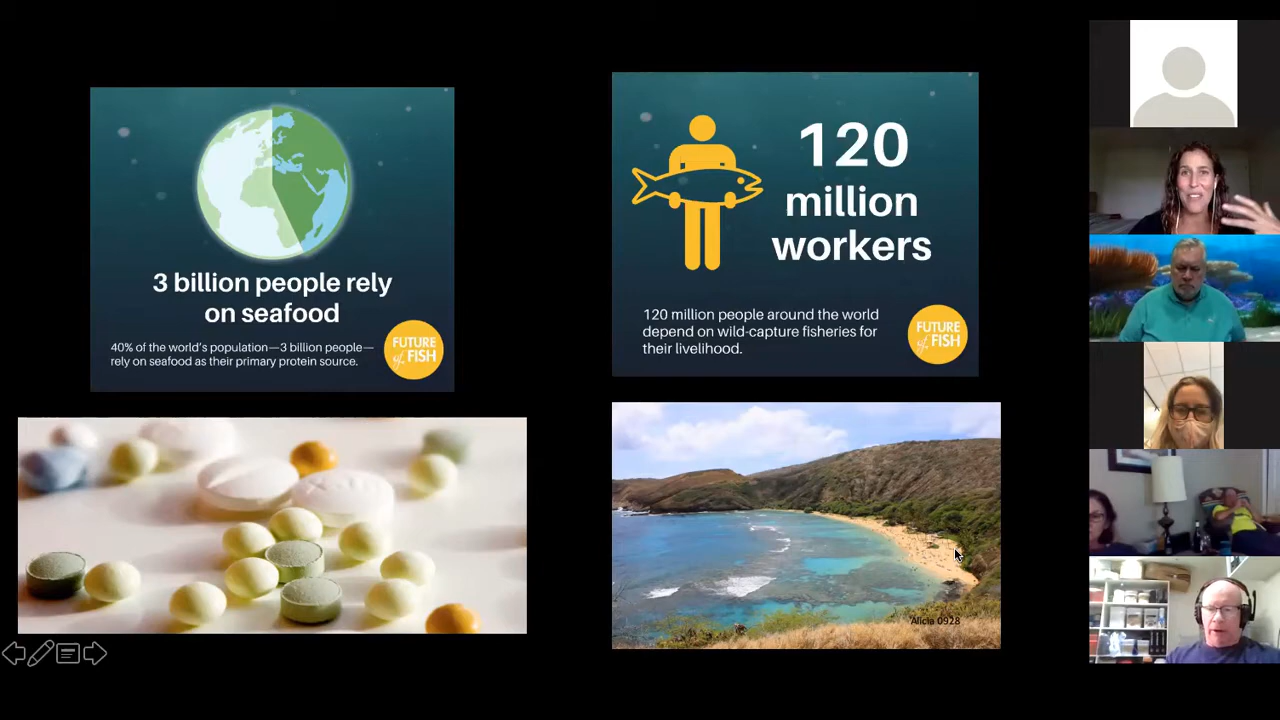 3 billion people rely
on seafood
40% of the world's population—3 billion people—
rely on seafood as their primary protein source.
FUTURE
of FISH
120
million
workers
120 million people around the world
depend on wild-capture fisheries for
their livelihood.
FUTURE
of FISH
Alicia 0928